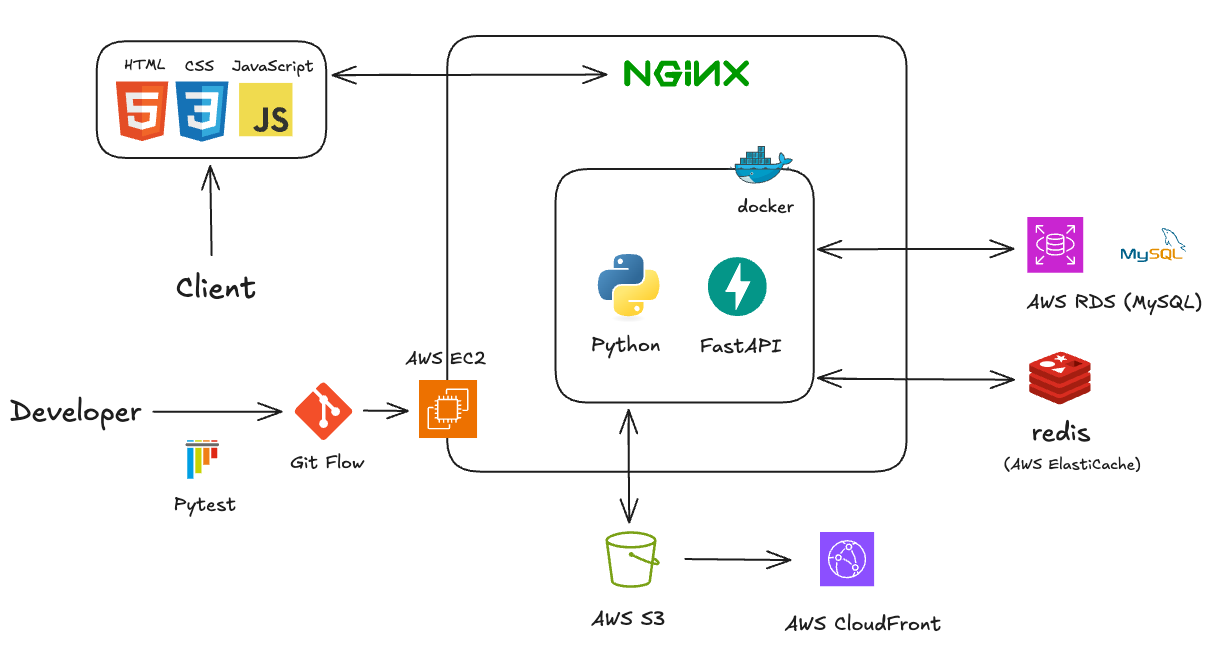 HTML CSS JavaScript
5 3 JS
NGINX
docker
Client
Python FastAPI
MySQL
AWS RDS (MySQL)
AWS EC2
Developer
Git Flow
Pytest
redis
(AWS ElastiCache)
AWS S3
AWS CloudFront